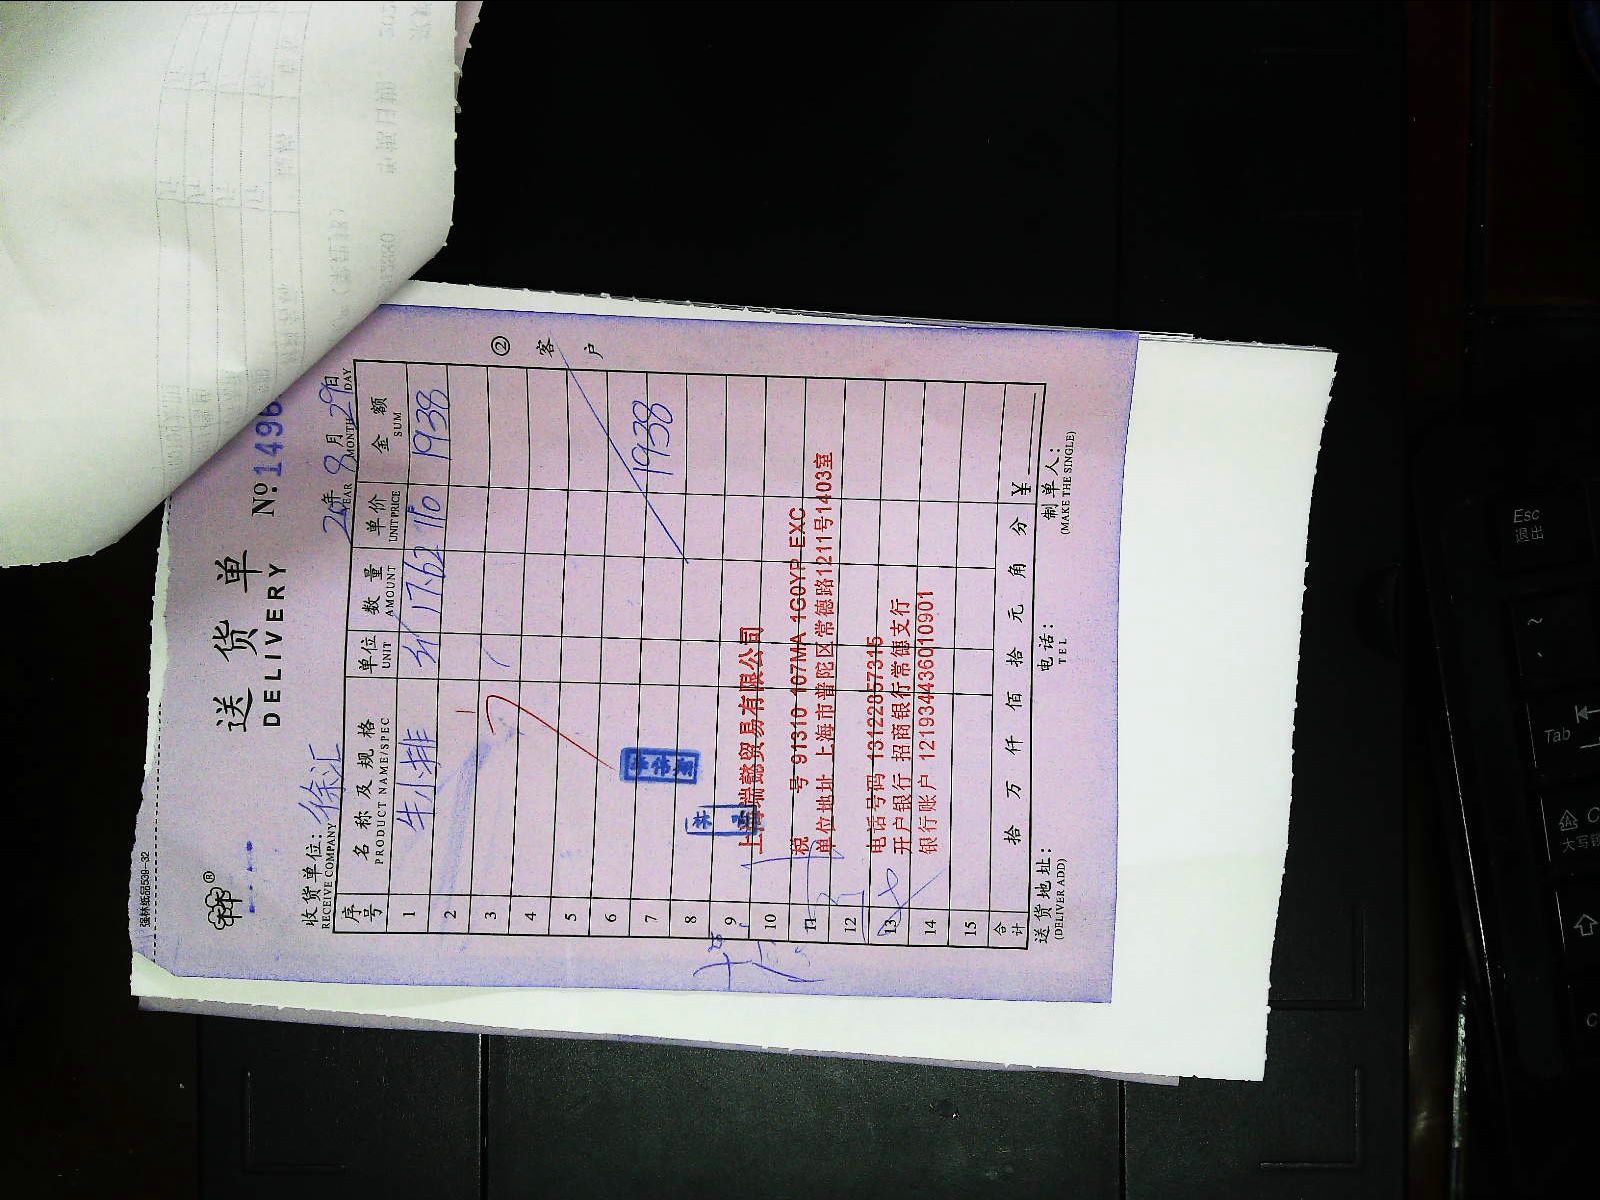 强林纸品539-32
®
送货单
DELIVERY
№:1496
收货单位：徐汇
RECEIVE COMPANY
20年 8月 29日
YEAR MONTH DAY
序号 名称及规格 单位 数量 单价 金额
PRODUCT NAME/SPEC UNIT AMOUNT UNIT PRICE SUM
1 牛小排 斤 17.62 110 1938
2
3
4
5
6
7 1938
8
9
10
11
12
13
14
15
② 客户
上海端懿贸易有限公司
税 号 91310 107MA 1G0YP EXC
单位地址 上海市普陀区常德路1211号1403室
电话号码 13122857315
开户银行 招商银行常德支行
银行账户 121934436010901
合计 拾 万 仟 佰 拾 元 角 分 ¥
送货地址： 电话： 制单人：
(DELIVER ADD) TEL (MAKE THE SINGLE)
Esc
退出
Tab